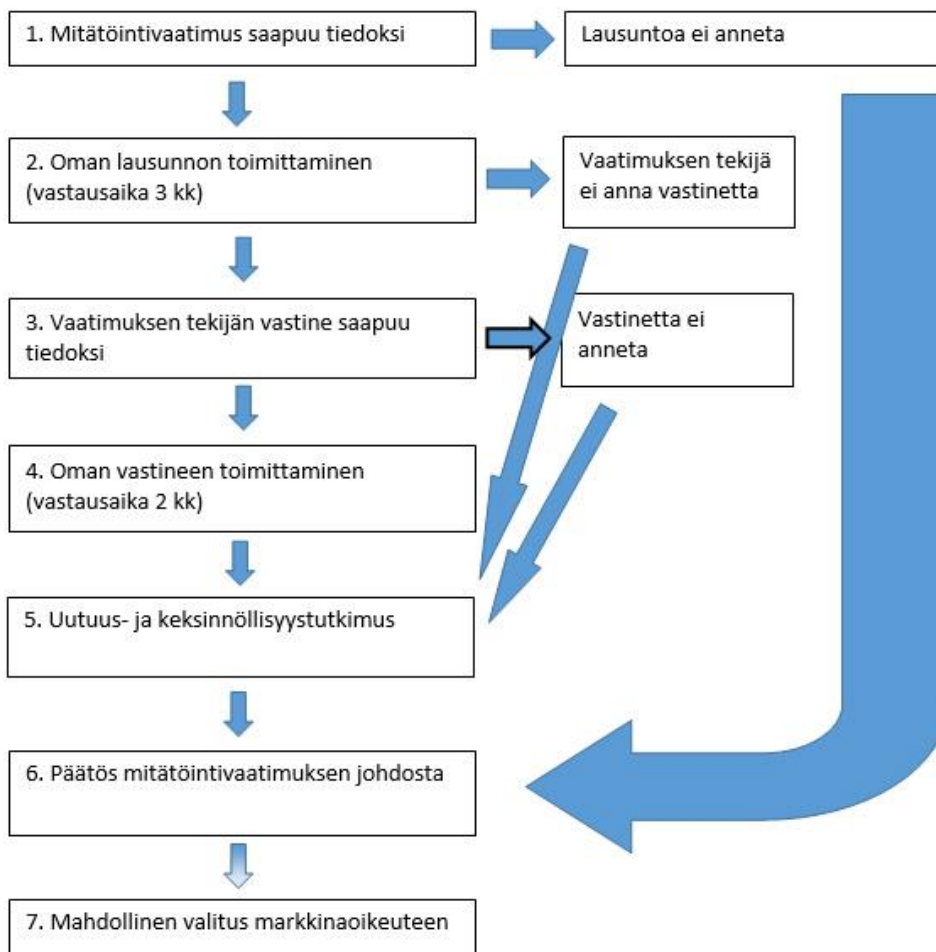 1. Mitätöintivaatimus saapuu tiedoksi
Lausuntoa ei anneta
2. Oman lausunnon toimittaminen
(vastausaika 3 kk)
Vaatimuksen tekijä
ei anna vastinetta
3. Vaatimuksen tekijän vastine saapuu
tiedoksi
Vastinetta ei
anneta
4. Oman vastineen toimittaminen
(vastausaika 2 kk)
5. Uutuus- ja keksinnöllisyystutkimus
6. Päätös mitätöintivaatimuksen johdosta
7. Mahdollinen valitus markkinaoikeuteen